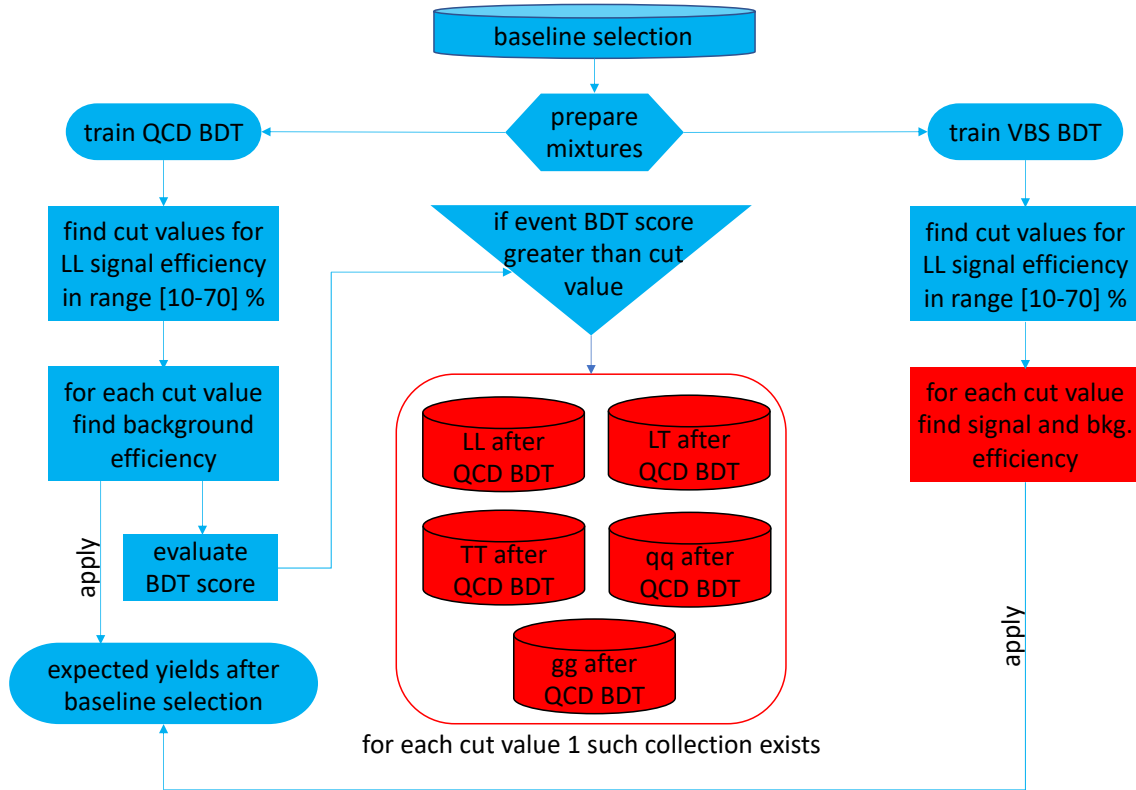 baseline selection
prepare
mixtures
train QCD BDT
train VBS BDT
find cut values for
LL signal efficiency
in range [10-70] %
if event BDT score
greater than cut
value
find cut values for
LL signal efficiency
in range [10-70] %
for each cut value
find background
efficiency
for each cut value
find signal and bkg.
efficiency
LL after
QCD BDT
LT after
QCD BDT
apply
evaluate
BDT score
TT after
QCD BDT
qq after
QCD BDT
apply
gg after
QCD BDT
expected yields after
baseline selection
for each cut value 1 such collection exists